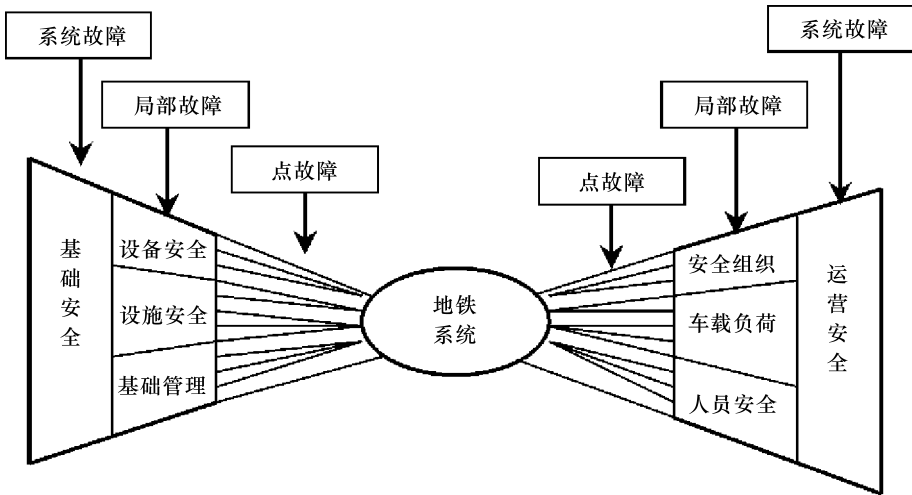 系统故障
系统故障
局部故障
局部故障
点故障
点故障
基础安全
设备安全
设施安全
基础管理
地铁
系统
安全组织
车载负荷
人员安全
运营安全